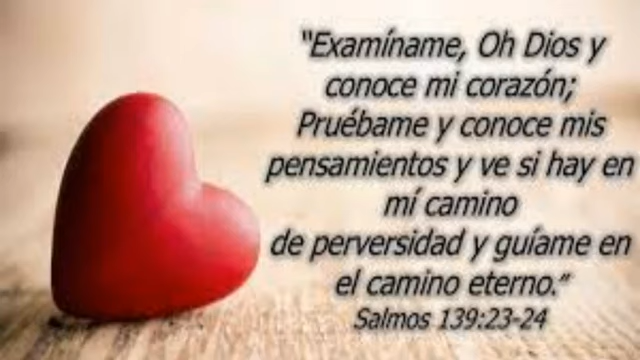 “Examíname, Oh Dios y
conoce mi corazón;
Pruébame y conoce mis
pensamientos y ve si hay en
mí camino
de perversidad y guíame en
el camino eterno.”
Salmos 139:23-24